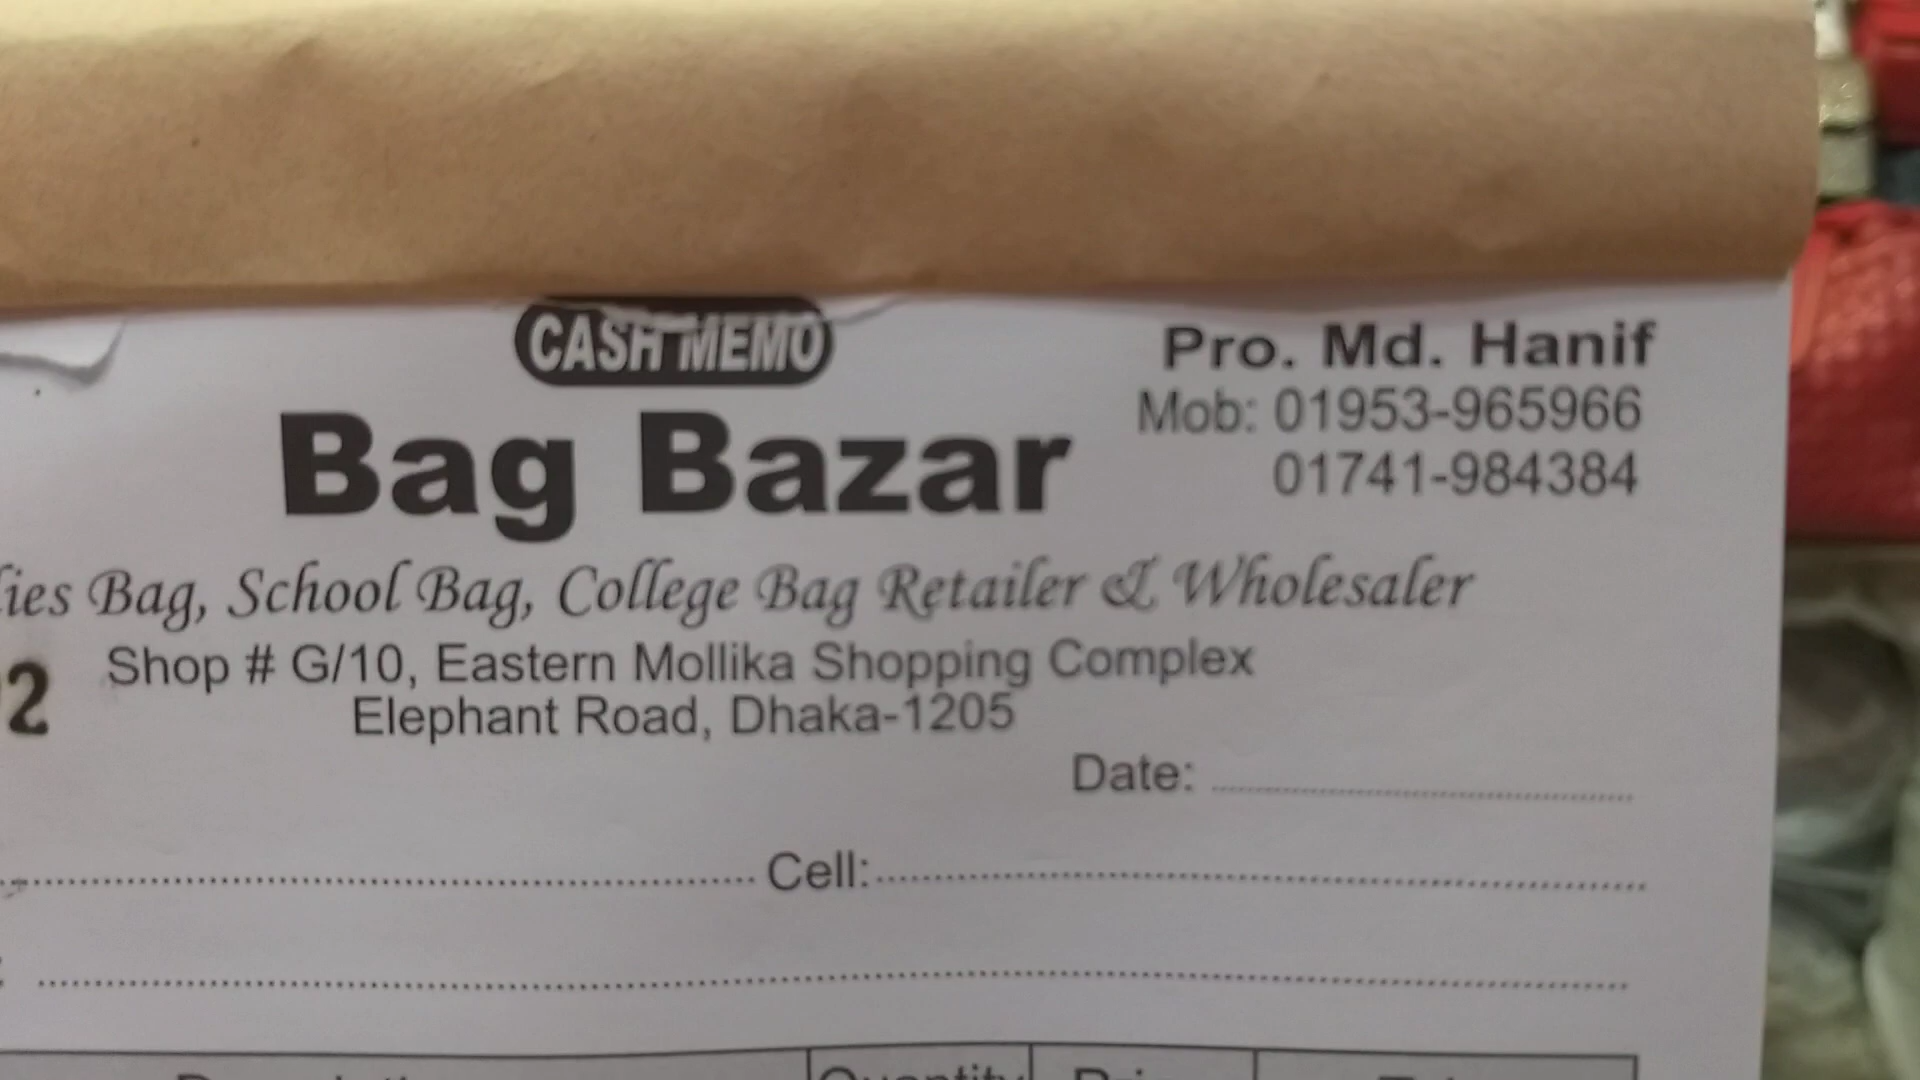 CASH MEMO
Pro. Md. Hanif
Bag Bazar
Mob: 01953-965966
01741-984384
Bag, School Bag, College Bag Retailer & Wholesaler
Shop # G/10, Eastern Mollika Shopping Complex
Elephant Road, Dhaka-1205
Date:
Cell:
Quantity